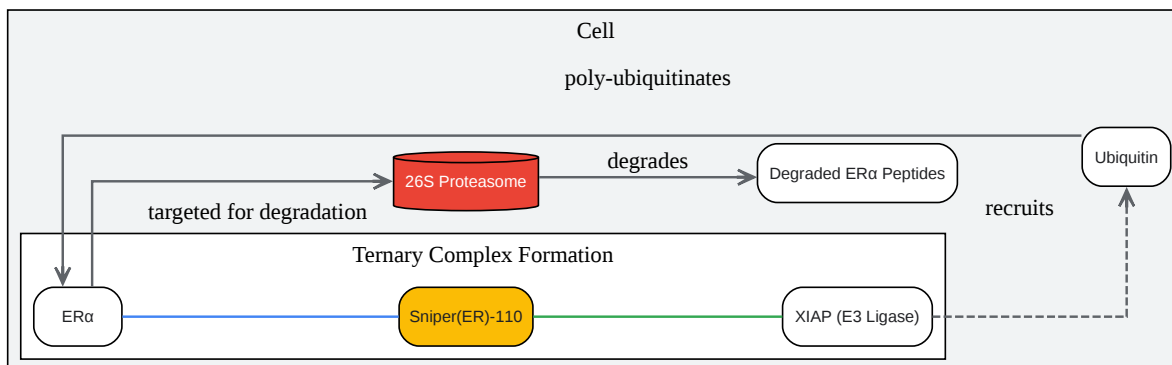 Cell
poly-ubiquitinates
Ubiquitin
degrades
26S Proteasome
Degraded ERα Peptides
targeted for degradation
recruits
Ternary Complex Formation
ERα
Sniper(ER)-110
XIAP (E3 Ligase)